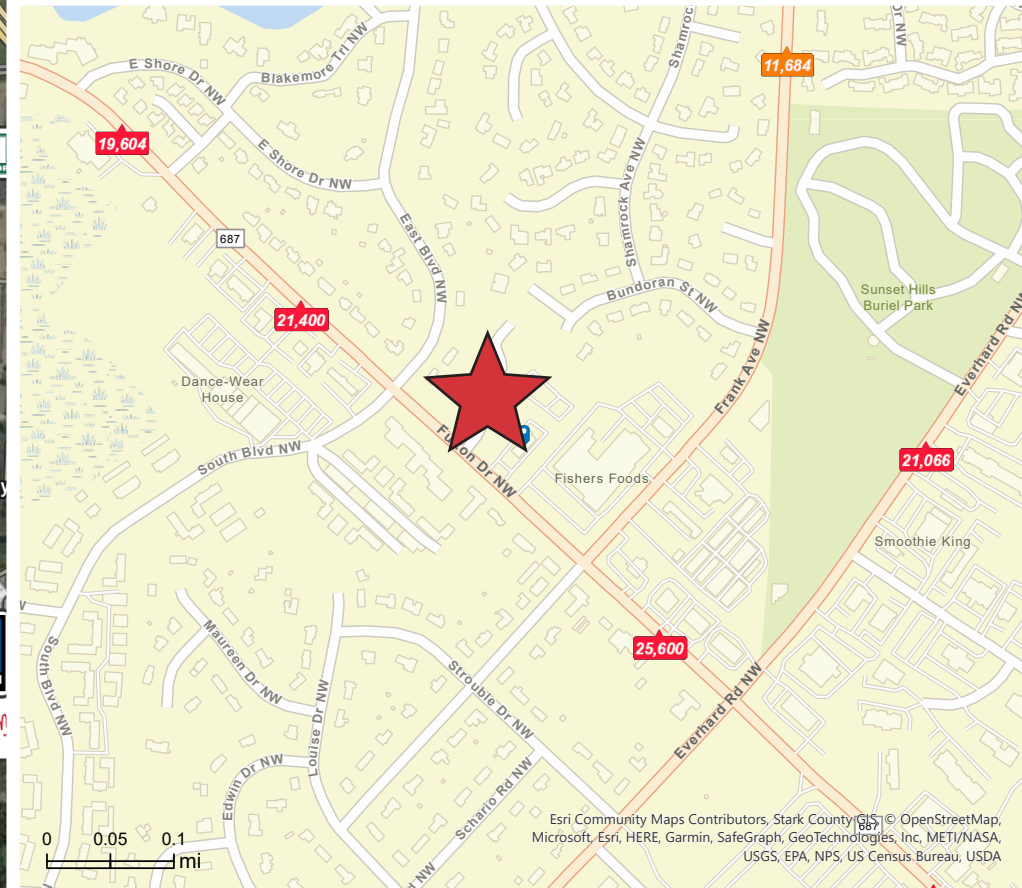 Dr NW
Shamroc
11,684
E Shore Dr NW
Blakemore Trl NW
19,604
E Shore Dr NW
Shamrock Ave NW
687
East Blvd NW
Bundoran St NW
Sunset Hills
Buriel Park
Everhard Rd NW
21,400
Frank Ave NW
Dance-Wear
House
South Blvd NW
Fulton Dr NW
21,066
Fishers Foods
Smoothie King
South Blvd NW
Maureen Dr NW
25,600
Strouble Dr NW
Louise Dr NW
Everhard Rd NW
Edwin Dr NW
Schario Rd NW
NW
687
0 0.05 0.1
mi
Esri Community Maps Contributors, Stark County GIS, © OpenStreetMap,
Microsoft, Esri, HERE, Garmin, SafeGraph, GeoTechnologies, Inc, METI/NASA,
USGS, EPA, NPS, US Census Bureau, USDA